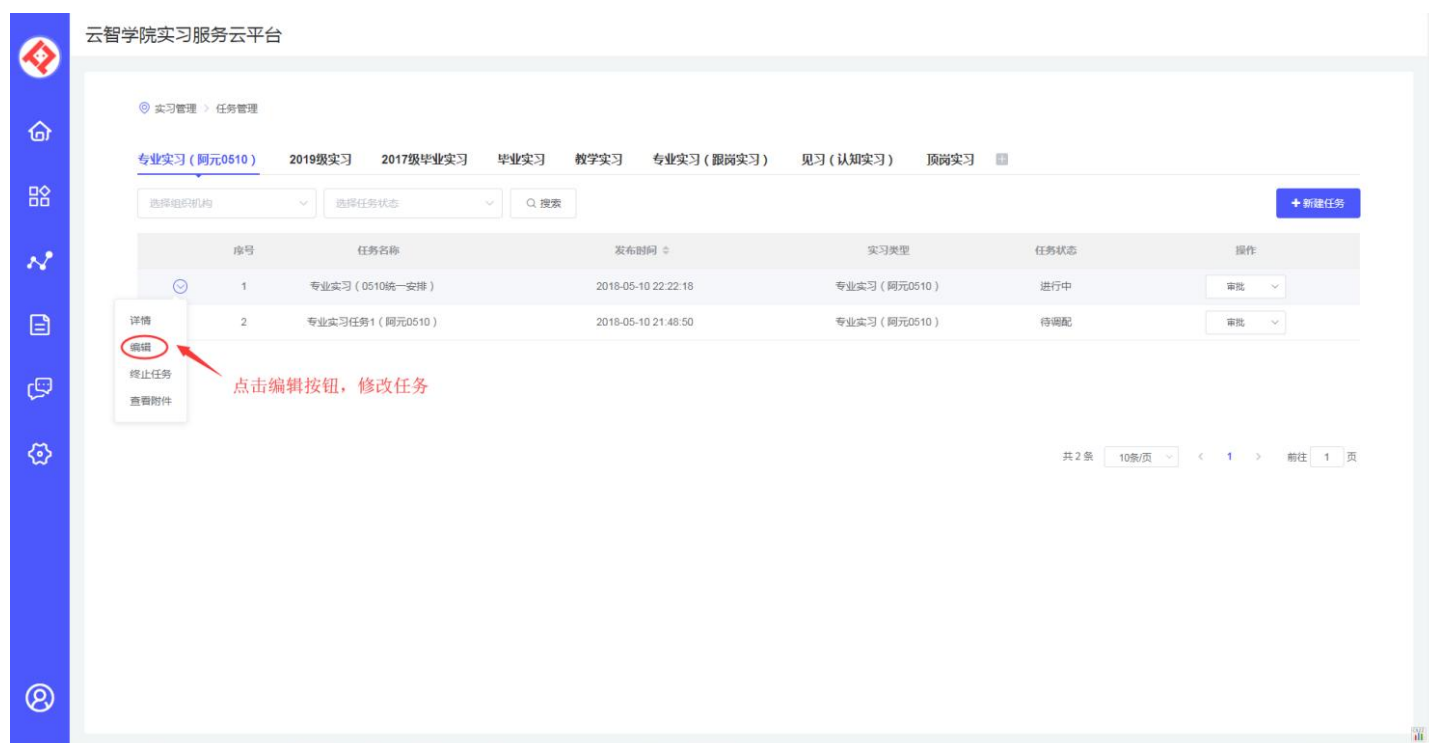 云智学院实习服务云平台
实习管理 > 任务管理
专业实习（阿元0510） 2019级实习 2017级毕业实习 毕业实习 教学实习 专业实习（跟岗实习） 见习（认知实习） 顶岗实习
选择组织机构 选择任务状态 搜索 +新建任务
序号 任务名称 发布时间 实习类型 任务状态 操作
1 专业实习（0510统一安排） 2018-05-10 22:22:18 专业实习（阿元0510） 进行中 审批
详情 2 专业实习任务1（阿元0510） 2018-05-10 21:48:50 专业实习（阿元0510） 待调配 审批
编辑
终止任务
点击编辑按钮，修改任务
查看附件
共2条 10条/页 < 1 > 前往 1 页